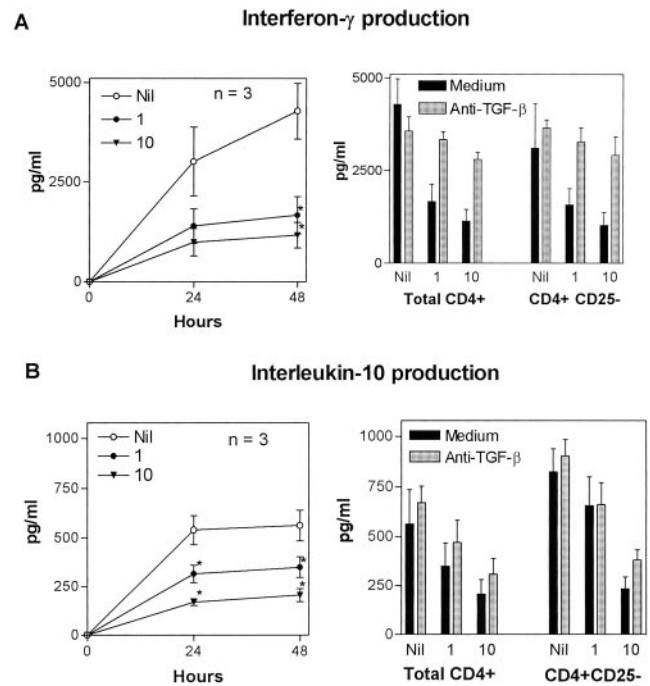 A
Interferon-γ production
Nil
1
10
n = 3
5000
2500
0
pg/ml
*
*
0 24 48
Hours
Medium
Anti-TGF-β
5000
2500
0
pg/ml
Nil 1 10 Nil 1 10
Total CD4+ CD4+ CD25-
B
Interleukin-10 production
Nil
1
10
n = 3
1000
750
500
250
0
pg/ml
* *
* *
0 24 48
Hours
Medium
Anti-TGF-β
1000
750
500
250
0
pg/ml
Nil 1 10 Nil 1 10
Total CD4+ CD4+CD25-